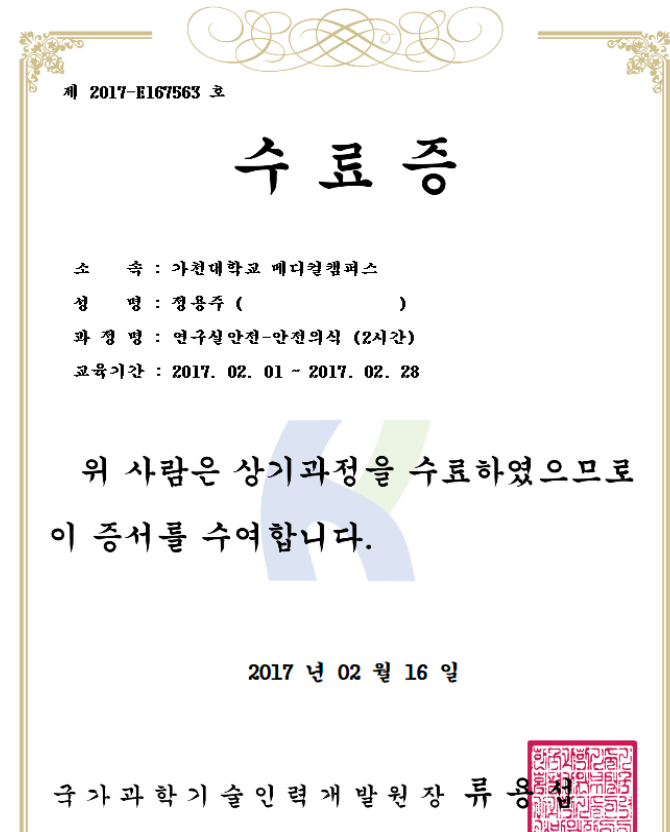 제 2017-E167563 호
수료증
소 속 : 가천대학교 메디컬캠퍼스
성 명 : 정용주 ( )
과 정 명 : 연구실안전-안전의식 (2시간)
교육기간 : 2017. 02. 01 ~ 2017. 02. 28
위 사람은 상기과정을 수료하였으므로
이 증서를 수여합니다.
2017 년 02 월 16 일
국가과학기술인력개발원장 류용섭